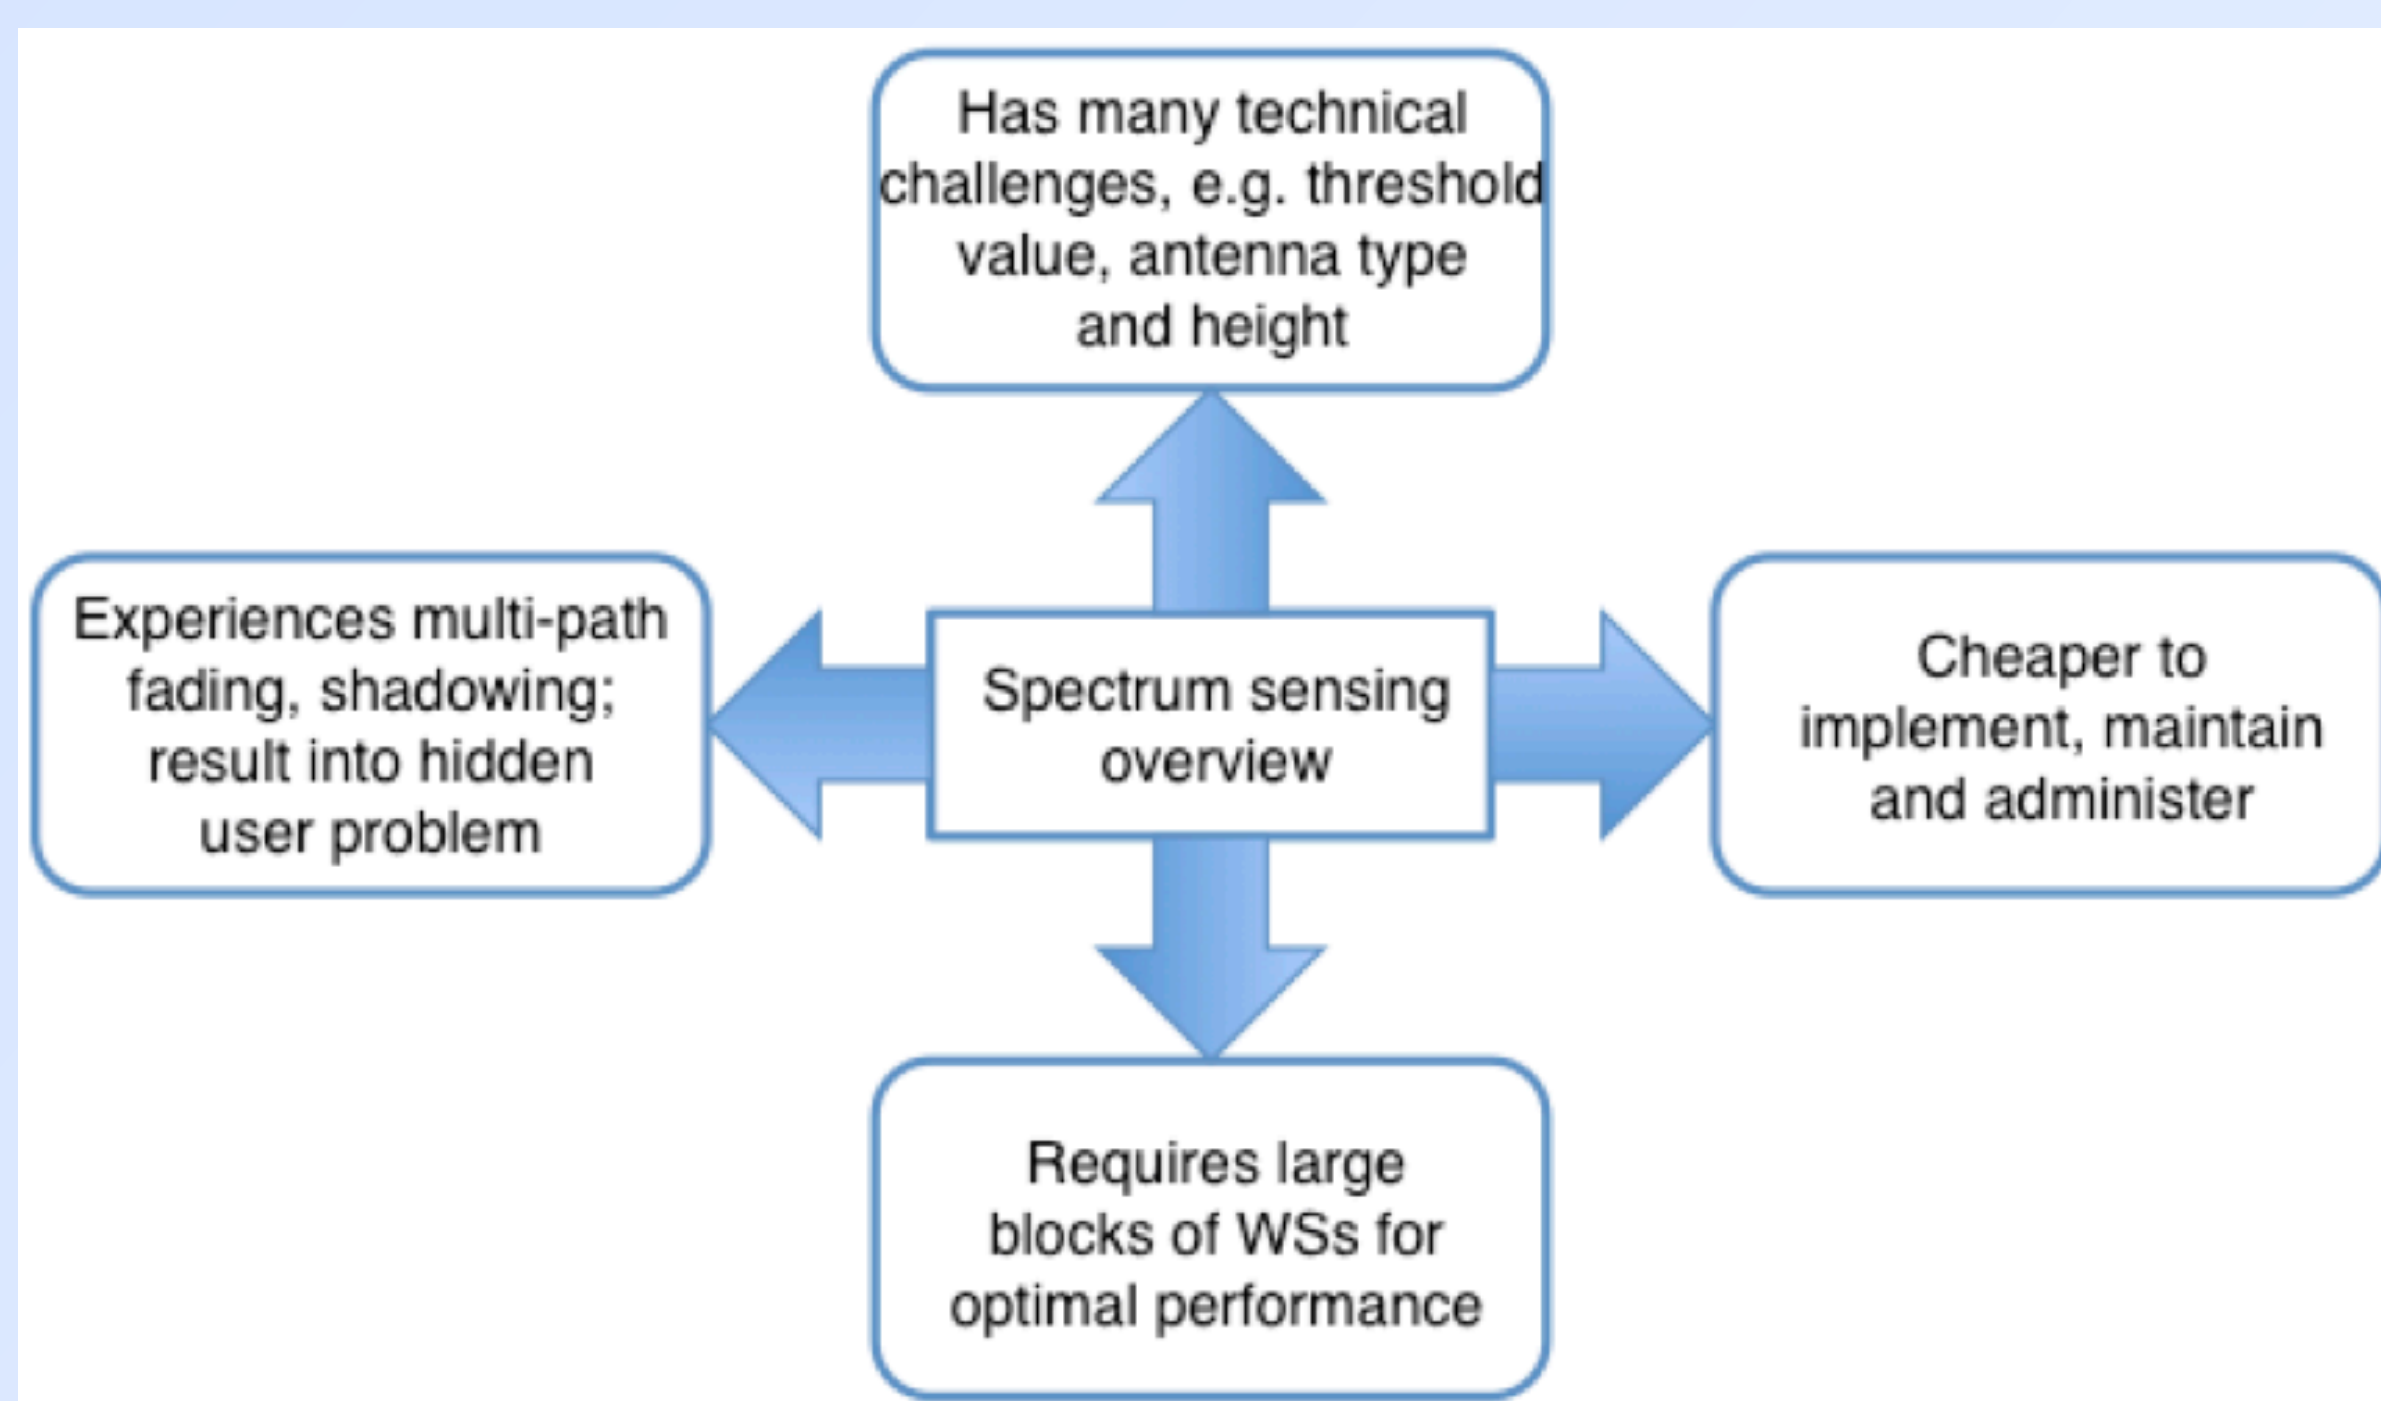 Has many technical
challenges, e.g. threshold
value, antenna type
and height
Experiences multi-path
fading, shadowing;
result into hidden
user problem
Spectrum sensing
overview
Cheaper to
implement, maintain
and administer
Requires large
blocks of WSs for
optimal performance